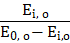 E_{i, o}
E_{0, o} − E_{i,o}